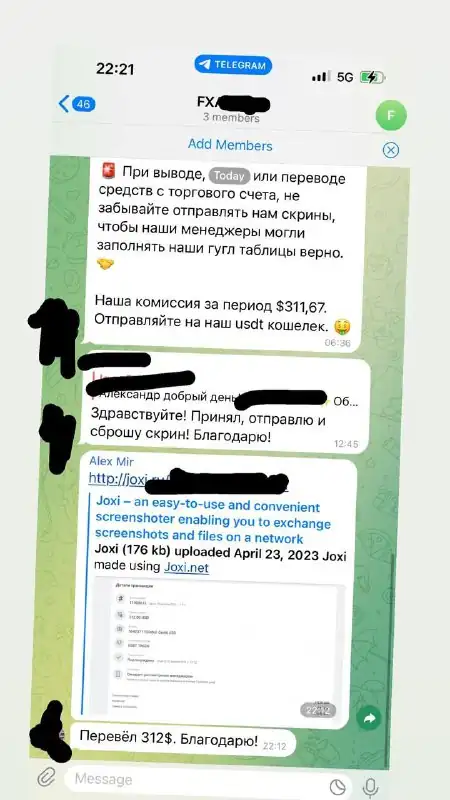 22:21
TELEGRAM
5G
46
FX
3 members
F
Add Members
🚨 При выводе, Today или переводе
средств с торгового счета, не
забывайте отправлять нам скрины,
чтобы наши менеджеры могли
заполнять наши гугл таблицы верно.
🤝
Наша комиссия за период $311,67.
Отправляйте на наш usdt кошелек. 🤑
06:36
Александр добрый день Об...
Здравствуйте! Принял, отправлю и
сброшу скрин! Благодарю!
12:45
Alex Mir
http://joxi.ru/
Joxi – an easy-to-use and convenient
screenshoter enabling you to exchange
screenshots and files on a network
Joxi (176 kb) uploaded April 23, 2023 Joxi
made using Joxi.net
22:12
Перевёл 312$. Благодарю! 22:12
Message